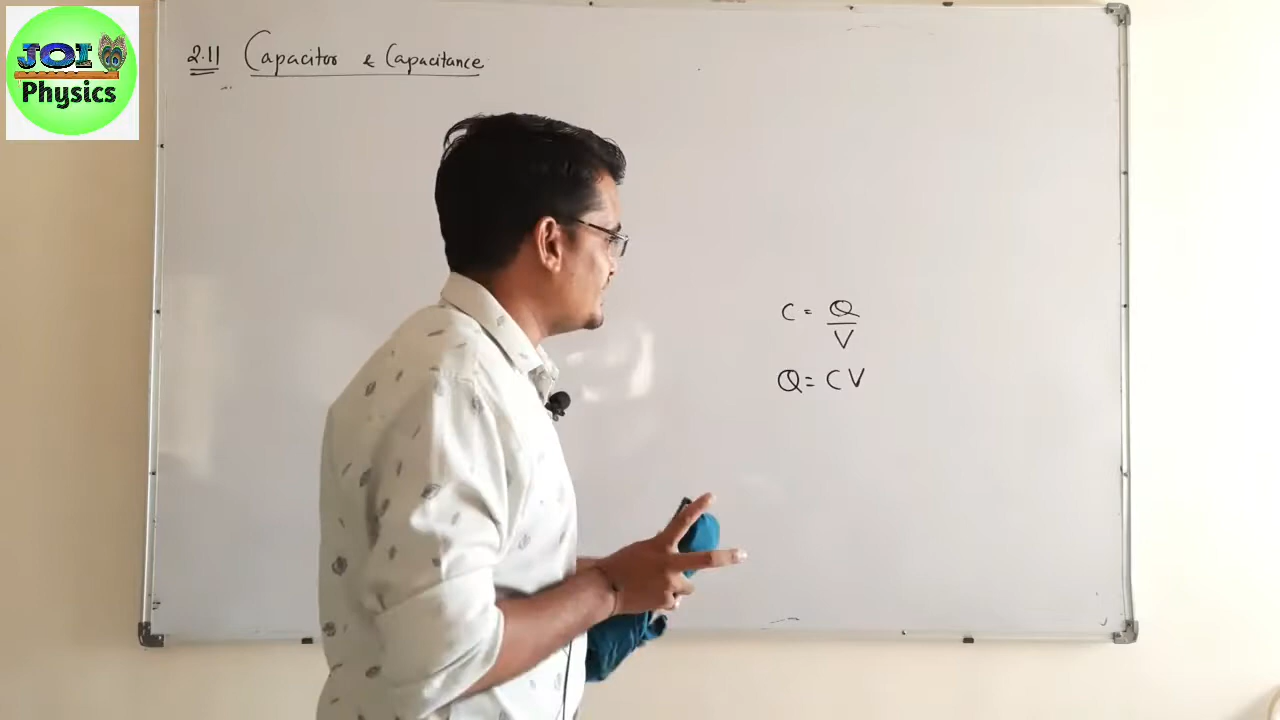 JOI
Physics
2.11 Capacitor & Capacitance
C = Q/V
Q = CV